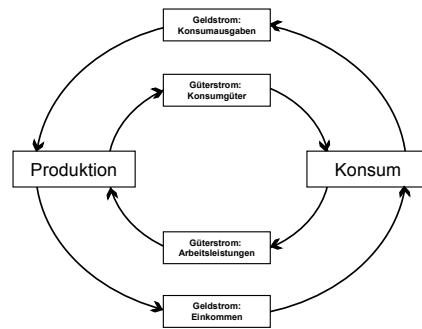 Geldstrom:
Konsumausgaben
Güterstrom:
Konsumgüter
Produktion
Konsum
Güterstrom:
Arbeitsleistungen
Geldstrom:
Einkommen